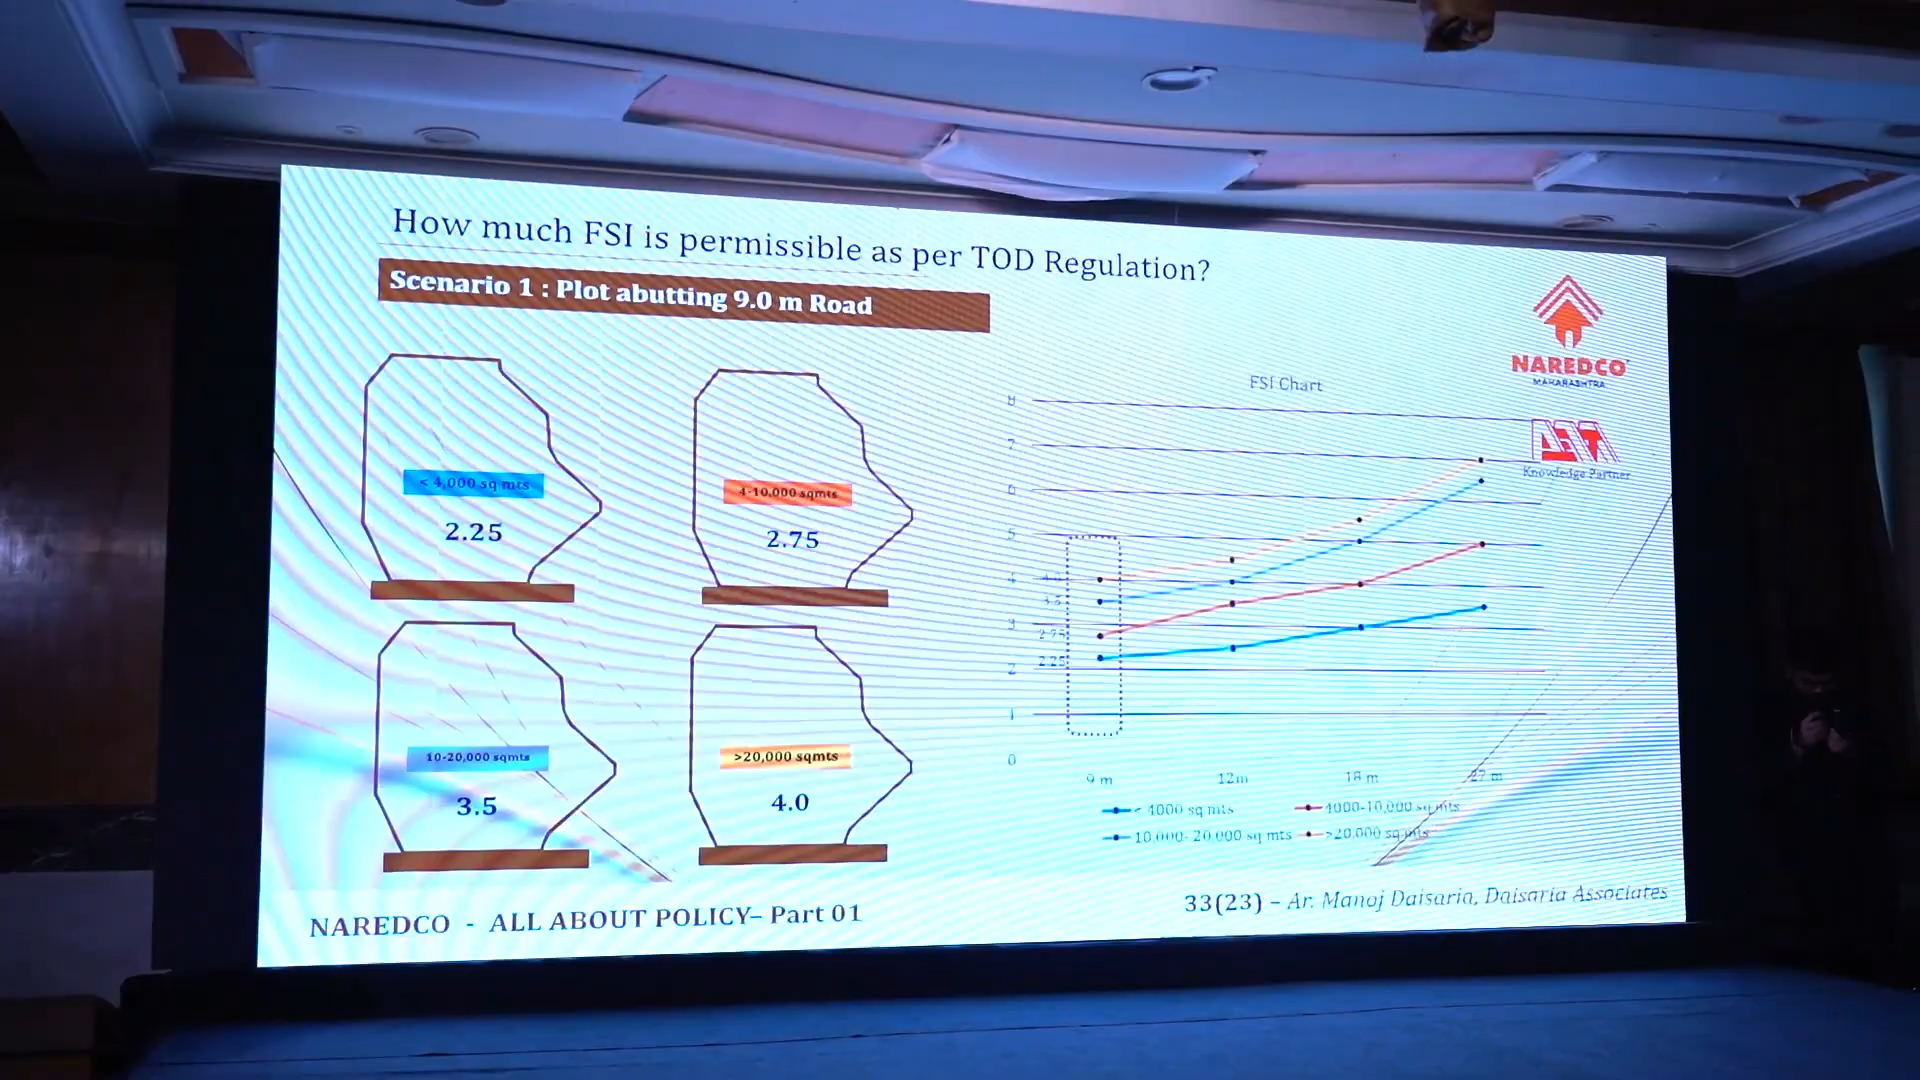 How much FSI is permissible as per TOD Regulation?
Scenario 1 : Plot abutting 9.0 m Road
NAREDCO
MAHARASHTRA
Knowledge Partner
< 4,000 sq mts
2.25
4-10,000 sqmts
2.75
10-20,000 sqmts
3.5
>20,000 sqmts
4.0
FSI Chart
8
7
6
5
4
4.0
3.5
3
2.75
2.25
2
1
0
9 m
12m
18 m
27 m
< 4000 sq mts
4000-10,000 sq mts
10,000- 20,000 sq mts
>20,000 sq mts
NAREDCO - ALL ABOUT POLICY– Part 01
33(23) – Ar. Manoj Daisaria, Daisaria Associates